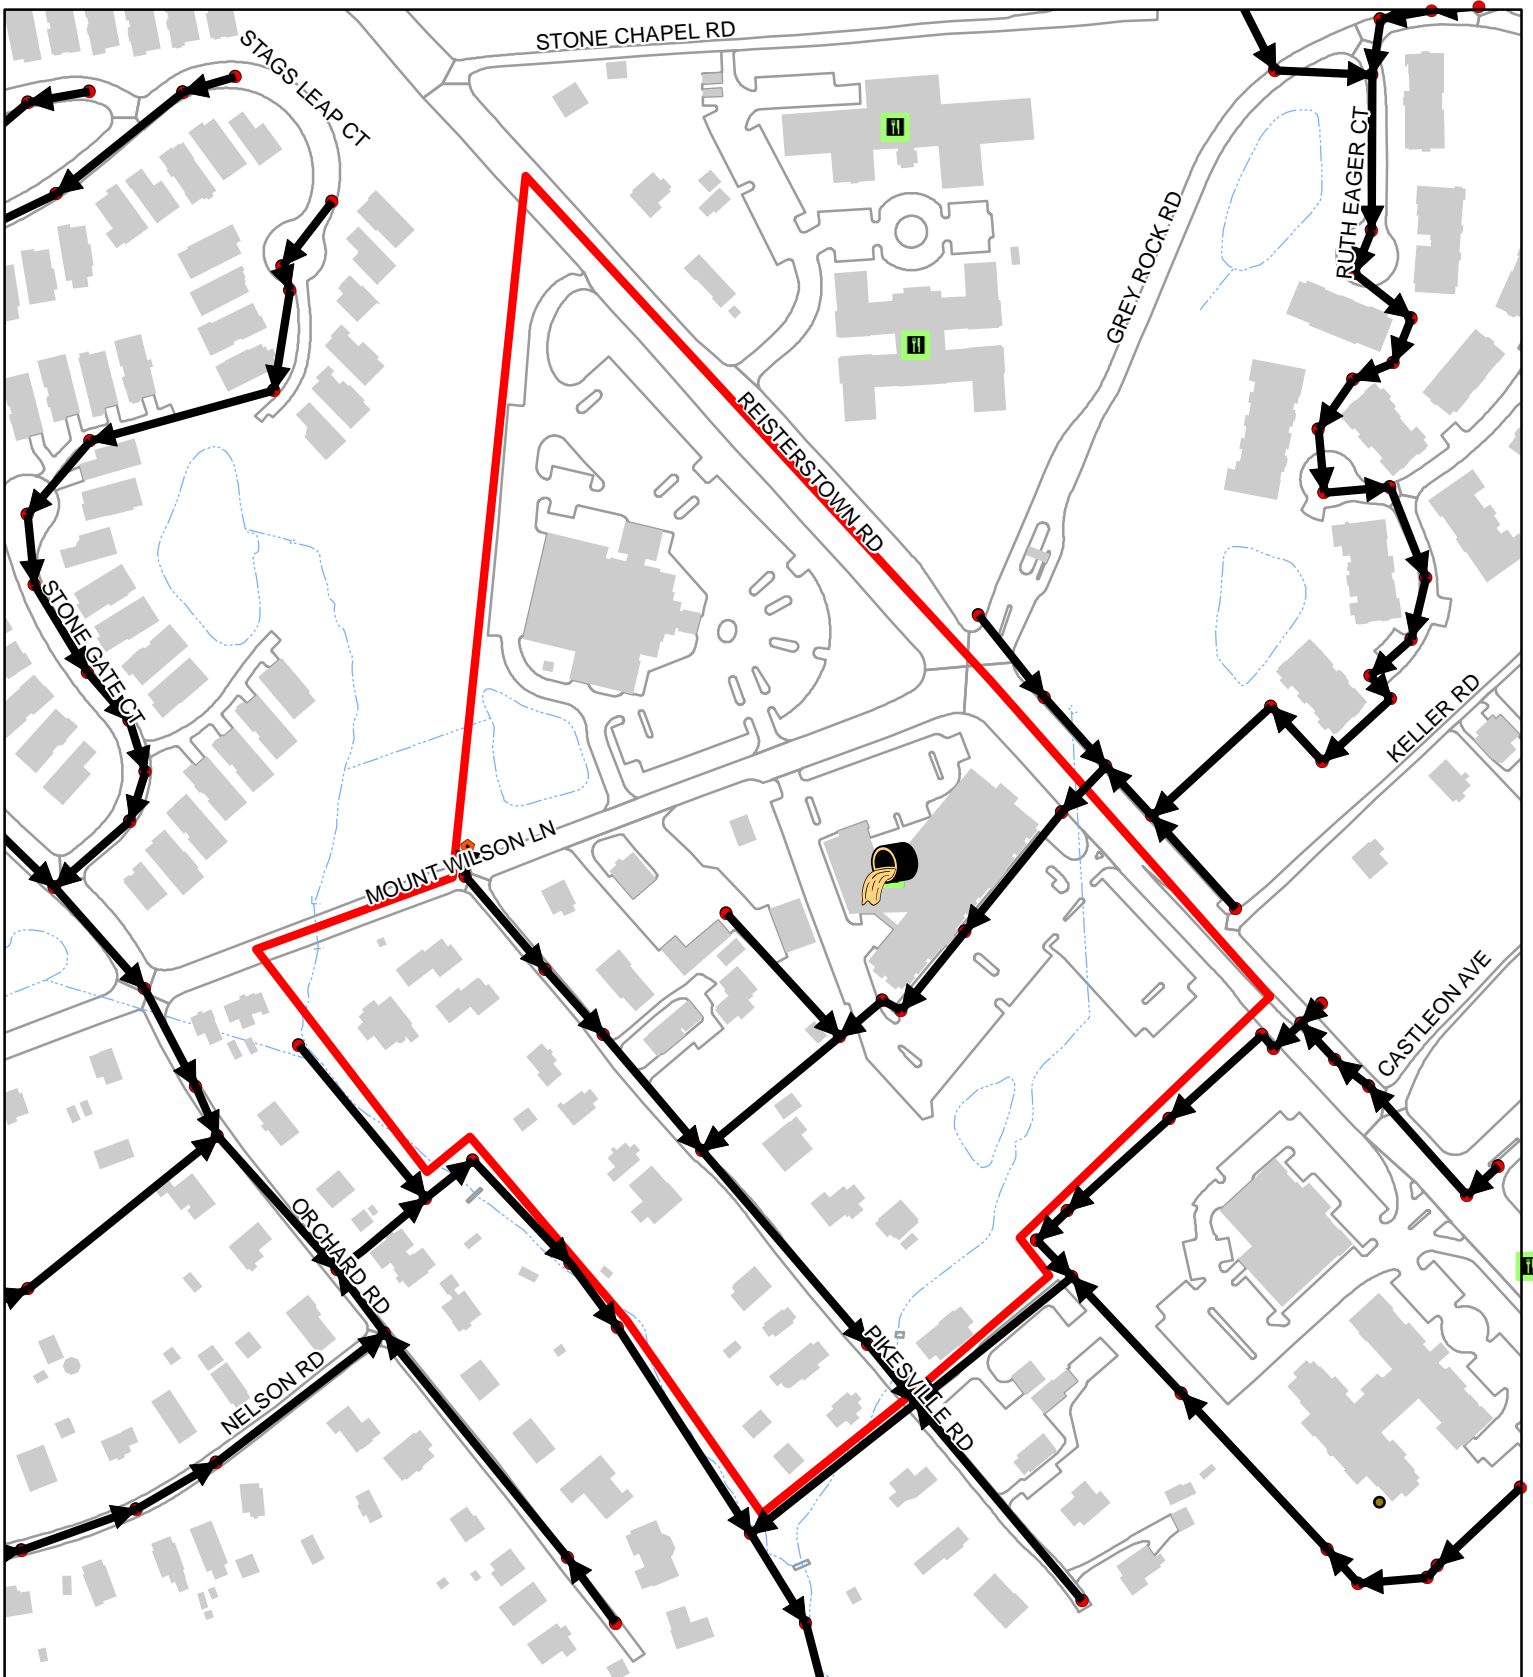 STONE CHAPEL RD
STAGS LEAP CT
RUTH EAGER CT
GREY ROCK RD
REISTERSTOWN RD
STONE GATE CT
KELLER RD
MOUNT WILSON LN
CASTLEON AVE
ORCHARD RD
PIKESVILLE RD
NELSON RD